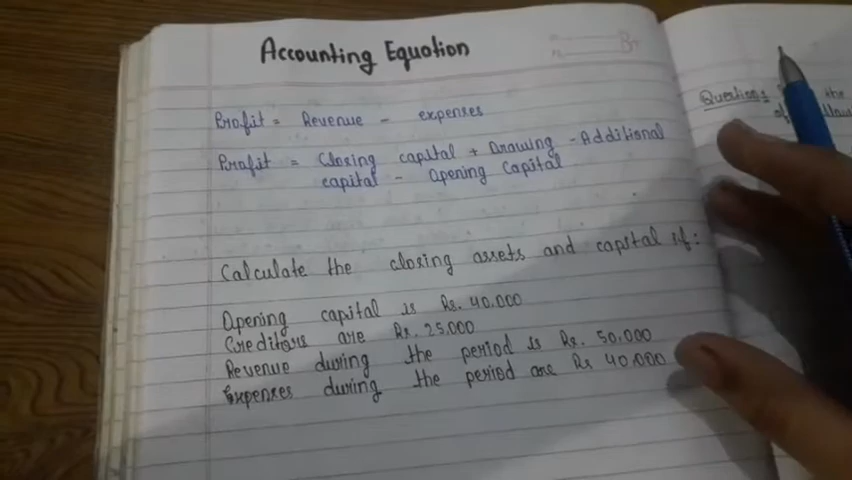 Accounting Equation
Profit = Revenue - expenses
Profit = Closing capital + Drawing - Additional
capital - Opening Capital
Calculate the closing assets and capital if:
Opening capital is Rs. 40.000
Creditors are Rs. 25.000
Revenue during the period is Rs. 50.000
Expenses during the period are Rs 40.000
Questions the
of